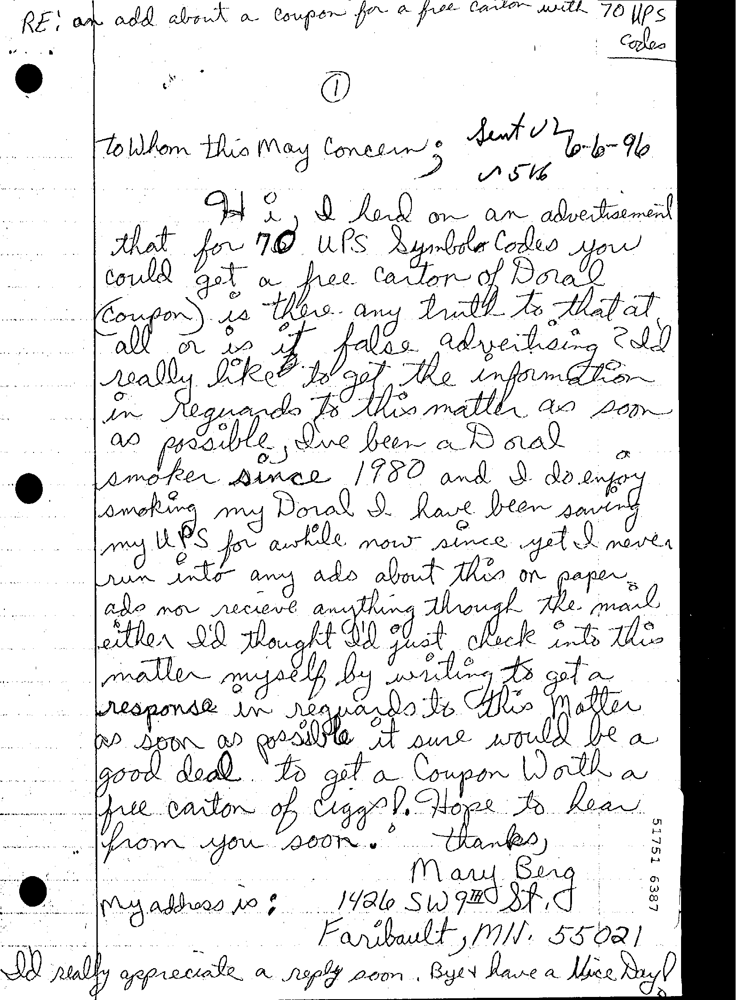 RE: an add about a coupon for a free carton with 70 UPS
Codes
1
to Whom this May Concern;
Sent
6-6-96
Hi, I herd on an advertisement
that for 70 UPS Symbols Codes you
could get a free carton of Doral
(coupon) is there any truth to that at
all or is it false advertising? I'd
really like to get the information
in reguards to this matter as soon
as possible, I've been a Doral
smoker since 1980 and I do enjoy
smoking my Doral I have been saving
my UPS for awhile now since yet I never
run into any ads about this or paper
ads nor recieve anything through the mail
either I'd thought I'd just check into this
matter myself by writing to get a
response in reguards to this Matter
as soon as possible it sure would be a
good deal to get a Coupon Worth a
free carton of ciggs!. Hope to hear
from you soon.
thanks,
Mary Berg
My address is:
1426 SW 9TH St.
Faribault, MN. 55021
I'd really appreciate a reply soon. Bye + have a Nice Day!
51751 6387